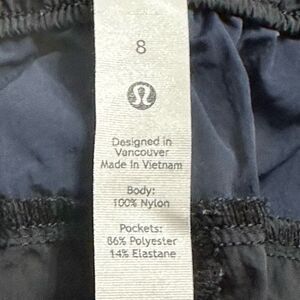 8
Designed in
Vancouver
Made in Vietnam
Body:
100% Nylon
Pockets:
86% Polyester
14% Elastane